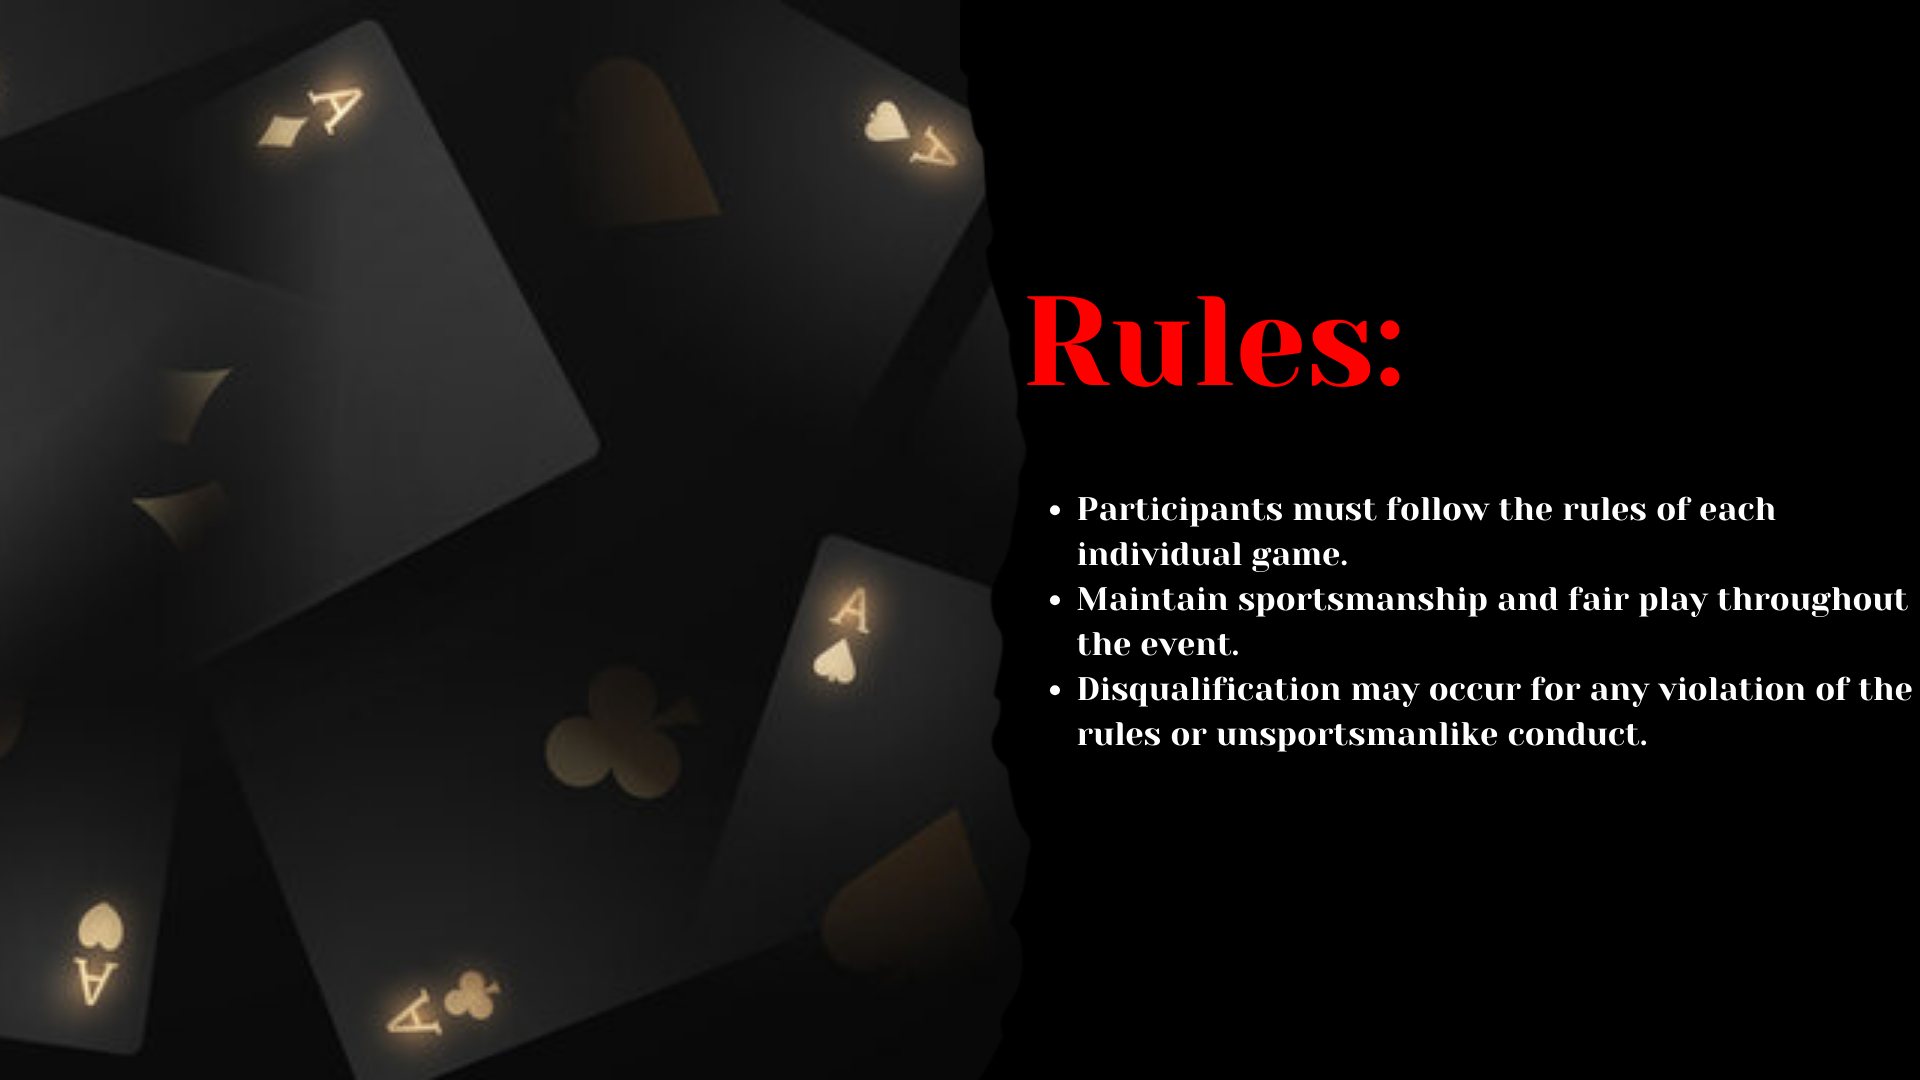 A
A
Rules:
• Participants must follow the rules of each
individual game.
• Maintain sportsmanship and fair play throughout
the event.
• Disqualification may occur for any violation of the
rules or unsportsmanlike conduct.
A
A
A